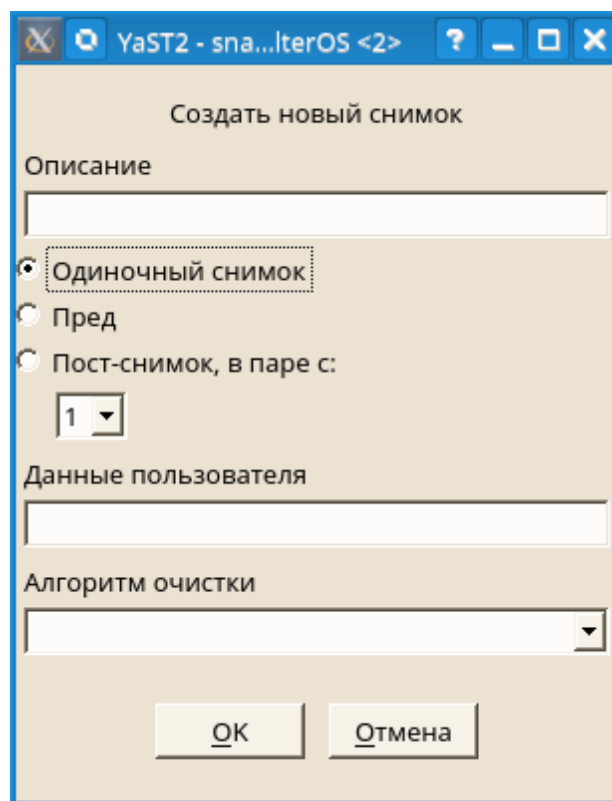 YaST2 - sna...lterOS <2>
Создать новый снимок
Описание
Одиночный снимок
Пред
Пост-снимок, в паре с:
1
Данные пользователя
Алгоритм очистки
OK Отмена